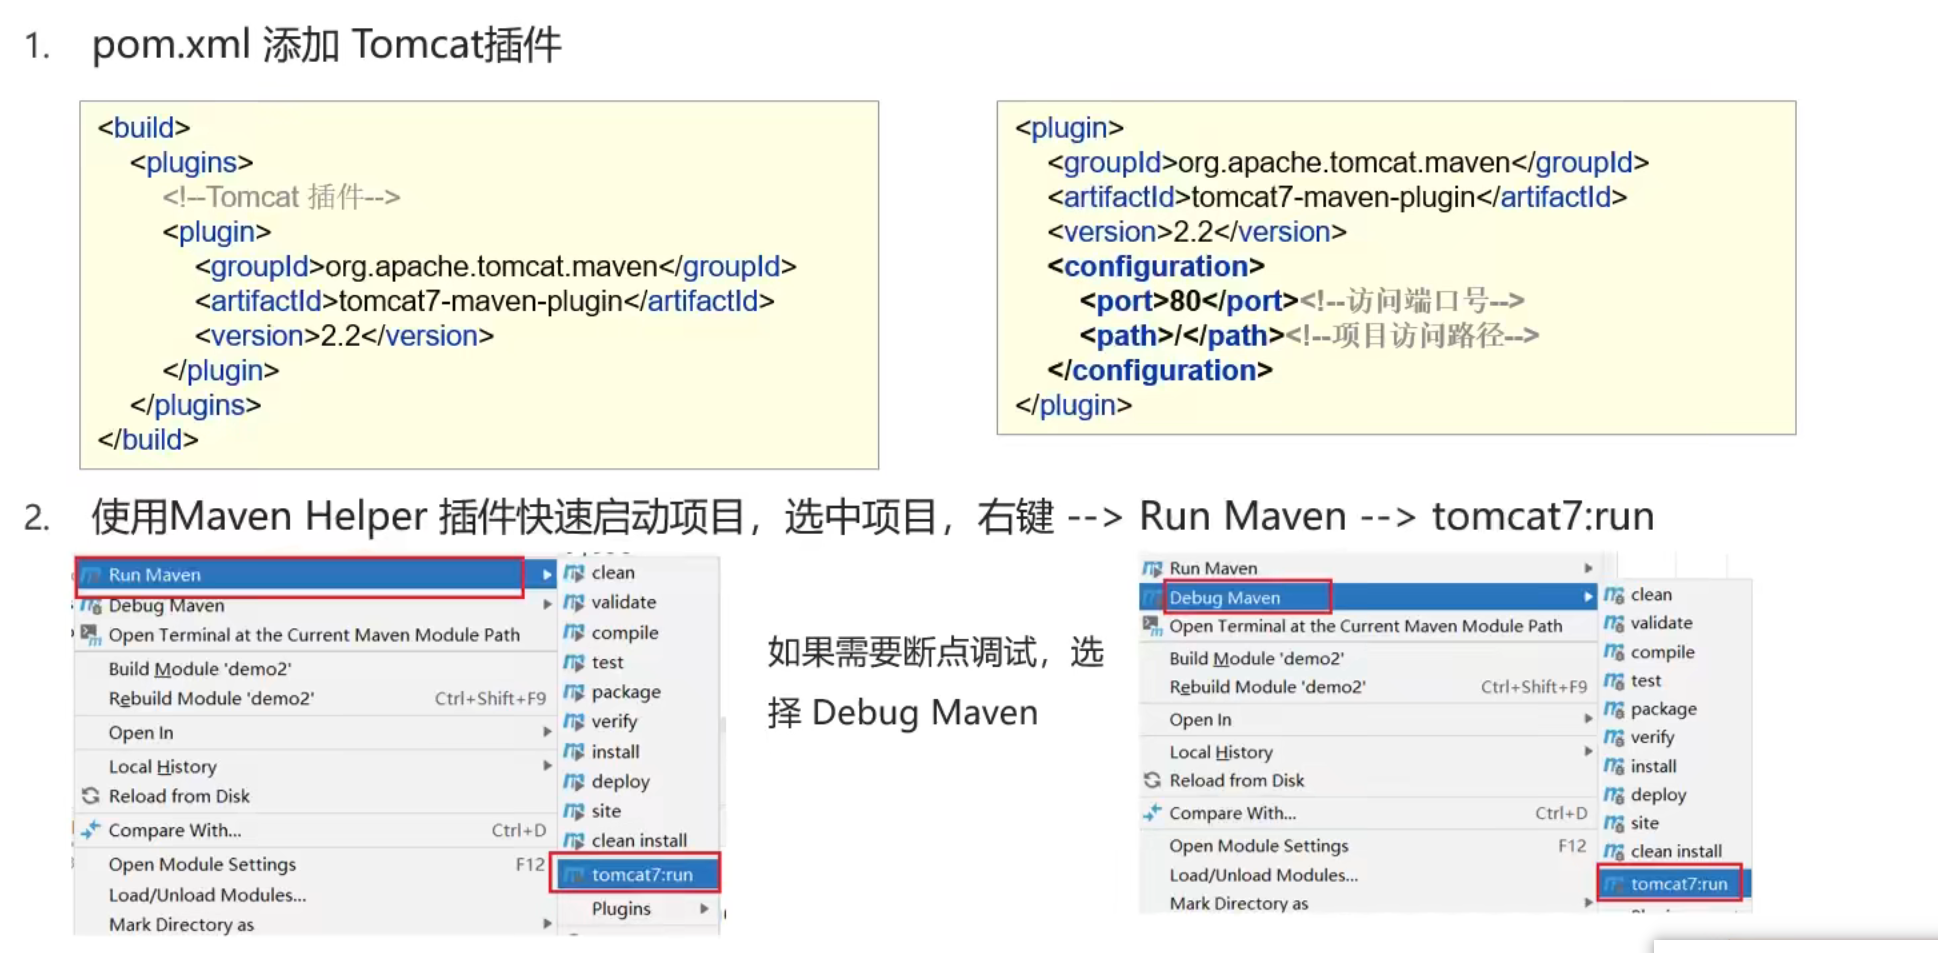 1. pom.xml 添加 Tomcat插件
<build>
<plugins>
<!--Tomcat 插件-->
<plugin>
<groupId>org.apache.tomcat.maven</groupId>
<artifactId>tomcat7-maven-plugin</artifactId>
<version>2.2</version>
</plugin>
</plugins>
</build>
<plugin>
<groupId>org.apache.tomcat.maven</groupId>
<artifactId>tomcat7-maven-plugin</artifactId>
<version>2.2</version>
<configuration>
<port>80</port><!--访问端口号-->
<path>/</path><!--项目访问路径-->
</configuration>
</plugin>
2. 使用Maven Helper 插件快速启动项目，选中项目，右键 --> Run Maven --> tomcat7:run
Run Maven
Debug Maven
Open Terminal at the Current Maven Module Path
Build Module 'demo2'
Rebuild Module 'demo2' Ctrl+Shift+F9
Open In
Local History
Reload from Disk
Compare With... Ctrl+D
Open Module Settings F12
Load/Unload Modules...
Mark Directory as
clean
validate
compile
test
package
verify
install
deploy
site
clean install
tomcat7:run
Plugins
如果需要断点调试，选
择 Debug Maven
Run Maven
Debug Maven
Open Terminal at the Current Maven Module Path
Build Module 'demo2'
Rebuild Module 'demo2' Ctrl+Shift+F9
Open In
Local History
Reload from Disk
Compare With... Ctrl+D
Open Module Settings F12
Load/Unload Modules...
Mark Directory as
clean
validate
compile
test
package
verify
install
deploy
site
clean install
tomcat7:run